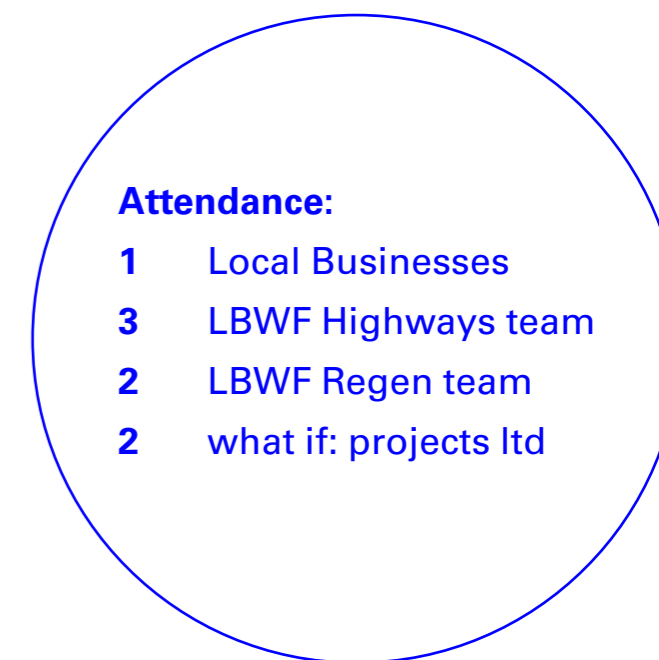 Attendance:
1 Local Businesses
3 LBWF Highways team
2 LBWF Regen team
2 what if: projects ltd